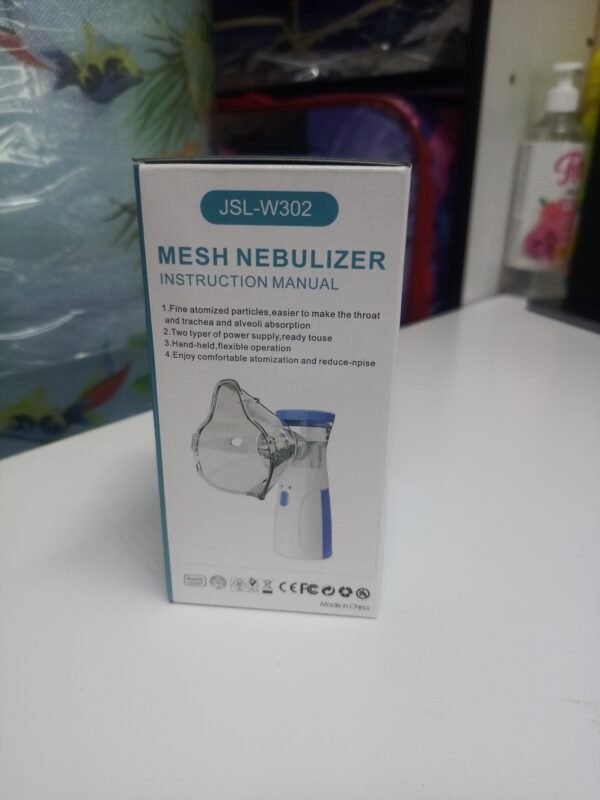 JSL-W302
MESH NEBULIZER
INSTRUCTION MANUAL
1.Fine atomized particles,easier to make the throat
and trachea and alveoli absorption
2.Two typer of power supply,ready touse
3.Hand-held,flexible operation
4.Enjoy comfortable atomization and reduce-npise
RoHS
CE FC
Made in China